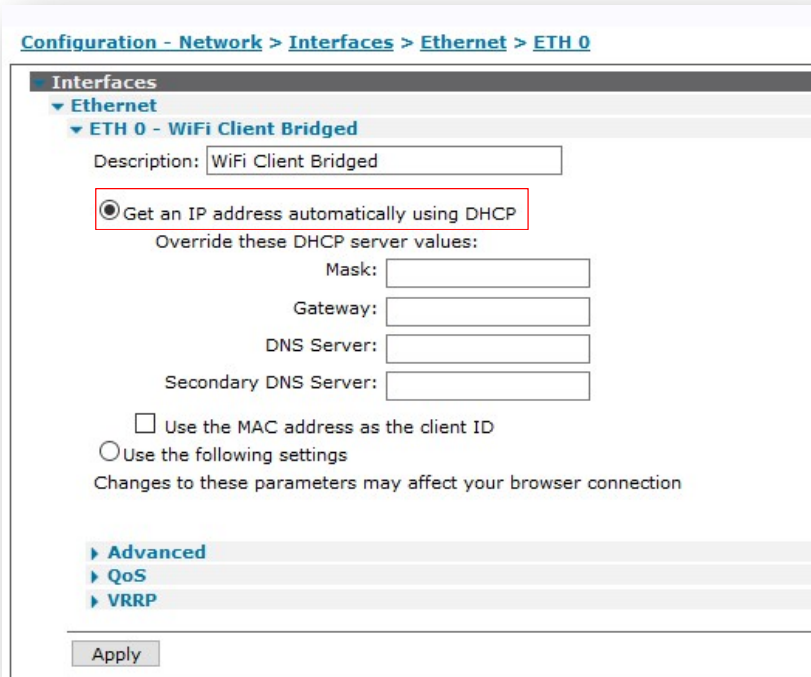 Configuration - Network > Interfaces > Ethernet > ETH 0
Interfaces
Ethernet
ETH 0 - WiFi Client Bridged
Description: WiFi Client Bridged
Get an IP address automatically using DHCP
Override these DHCP server values:
Mask:
Gateway:
DNS Server:
Secondary DNS Server:
Use the MAC address as the client ID
Use the following settings
Changes to these parameters may affect your browser connection
Advanced
QoS
VRRP
Apply